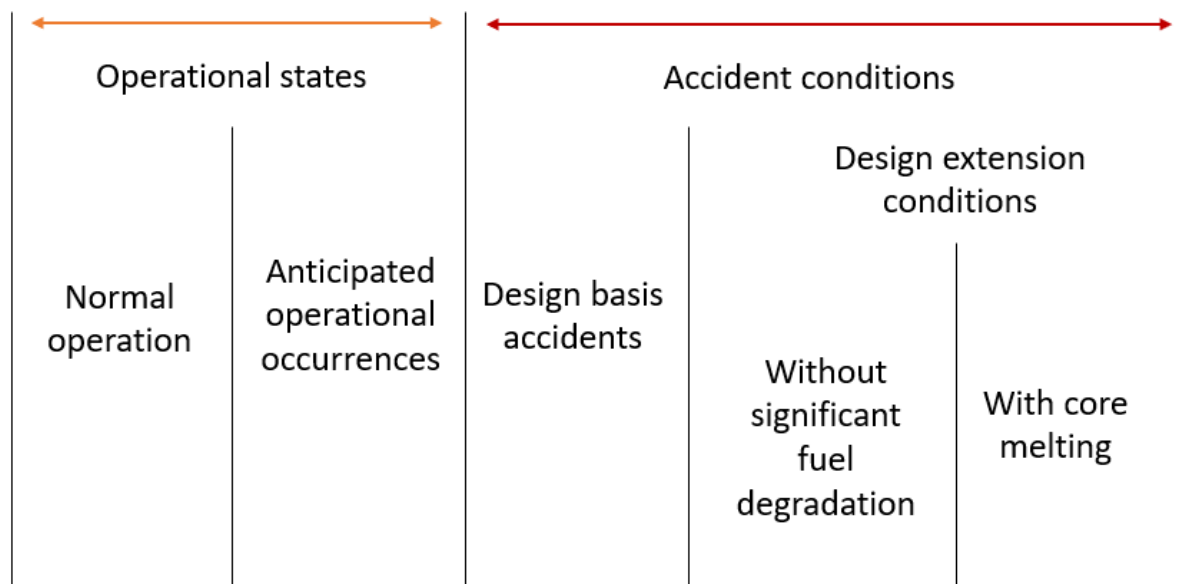 Operational states
Accident conditions
Normal
operation
Anticipated
operational
occurrences
Design basis
accidents
Design extension
conditions
Without
significant
fuel
degradation
With core
melting